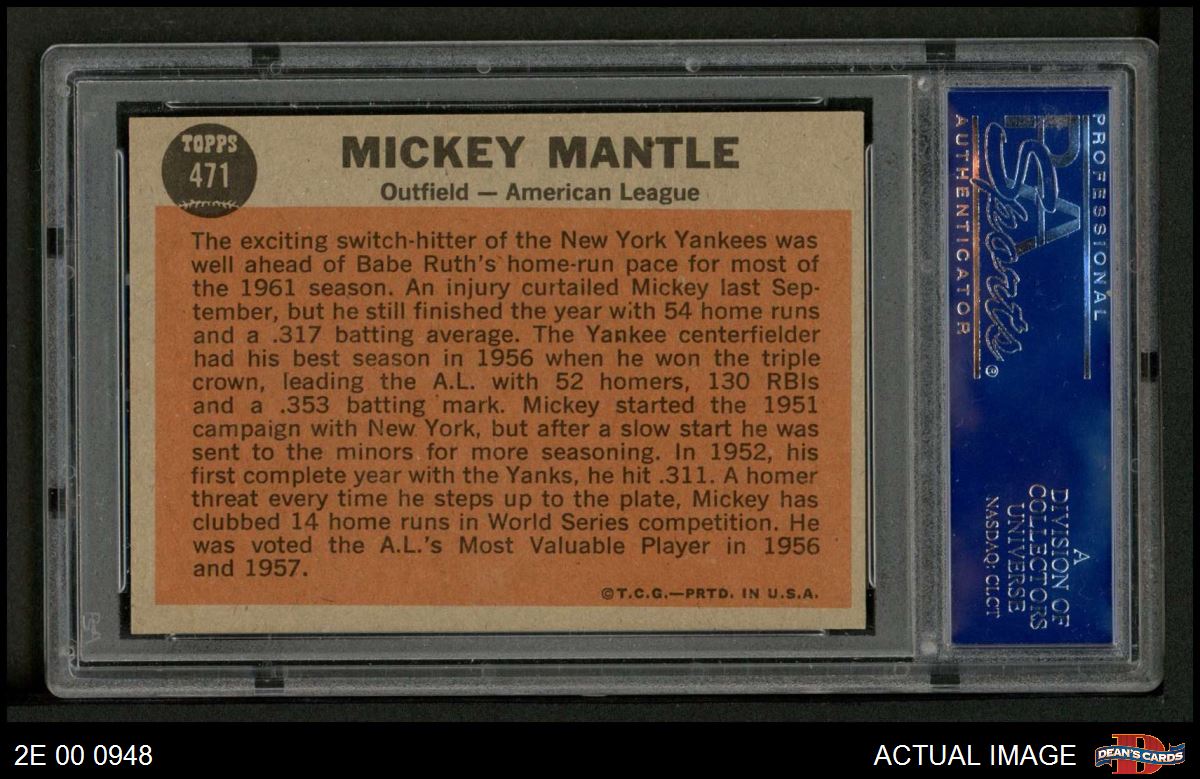 TOPPS
471
MICKEY MANTLE
Outfield — American League
The exciting switch-hitter of the New York Yankees was
well ahead of Babe Ruth's home-run pace for most of
the 1961 season. An injury curtailed Mickey last Sep-
tember, but he still finished the year with 54 home runs
and a .317 batting average. The Yankee centerfielder
had his best season in 1956 when he won the triple
crown, leading the A.L. with 52 homers, 130 RBIs
and a .353 batting mark. Mickey started the 1951
campaign with New York, but after a slow start he was
sent to the minors for more seasoning. In 1952, his
first complete year with the Yanks, he hit .311. A homer
threat every time he steps up to the plate, Mickey has
clubbed 14 home runs in World Series competition. He
was voted the A.L.'s Most Valuable Player in 1956
and 1957.
©T.C.G.—PRTD. IN U.S.A.
PROFESSIONAL
PSA
Sports®
AUTHENTICATOR
A
DIVISION OF
COLLECTORS
UNIVERSE
NASDAQ: CLCT
PSA
2E 00 0948
ACTUAL IMAGE
D
DEAN'S CARDS